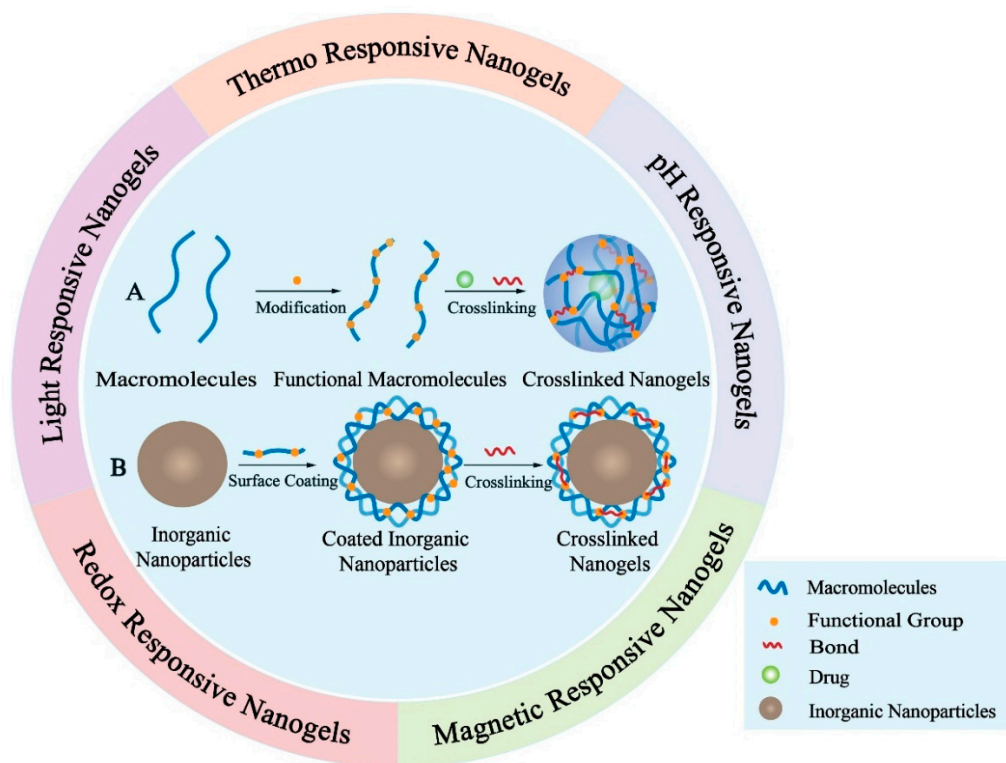 Thermo Responsive Nanogels
pH Responsive Nanogels
Light Responsive Nanogels
A
Modification
Crosslinking
Macromolecules
Functional Macromolecules
Crosslinked Nanogels
B
Surface Coating
Crosslinking
Inorganic
Nanoparticles
Coated Inorganic
Nanoparticles
Crosslinked
Nanogels
Redox Responsive Nanogels
Magnetic Responsive Nanogels
Macromolecules
Functional Group
Bond
Drug
Inorganic Nanoparticles